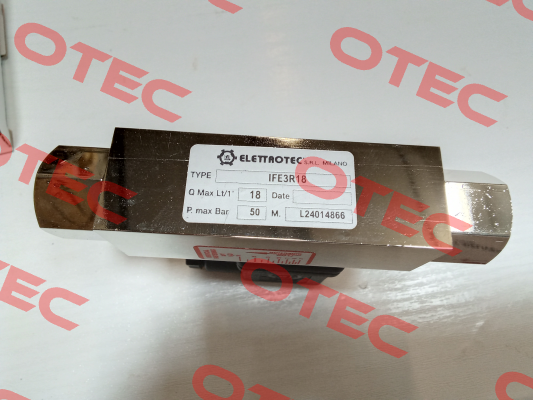 OTEC
OTEC
OTEC
ELETTROTEC S.R.L. MILANO
TYPE IFE3R18
Q Max Lt/1' 18 Date
P. max Bar 50 M. L24014866
OTEC
OTEC
OTEC
OTEC
OTEC